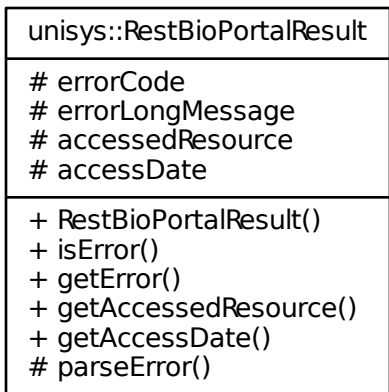 unisys::RestBioPortalResult
# errorCode
# errorLongMessage
# accessedResource
# accessDate
+ RestBioPortalResult()
+ isError()
+ getError()
+ getAccessedResource()
+ getAccessDate()
# parseError()